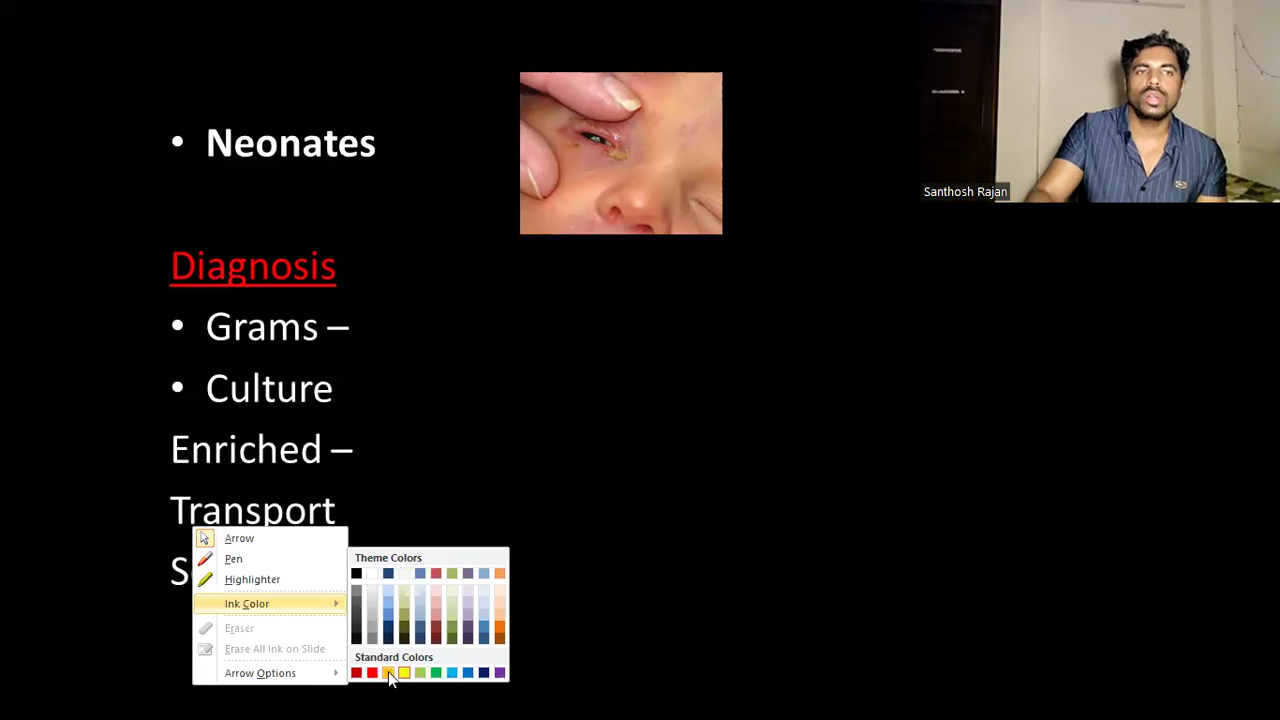 • Neonates
Santhosh Rajan
Diagnosis
• Grams –
• Culture
Enriched –
Transport
S
Arrow
Pen
Highlighter
Ink Color
Eraser
Erase All Ink on Slide
Arrow Options
Theme Colors
Standard Colors